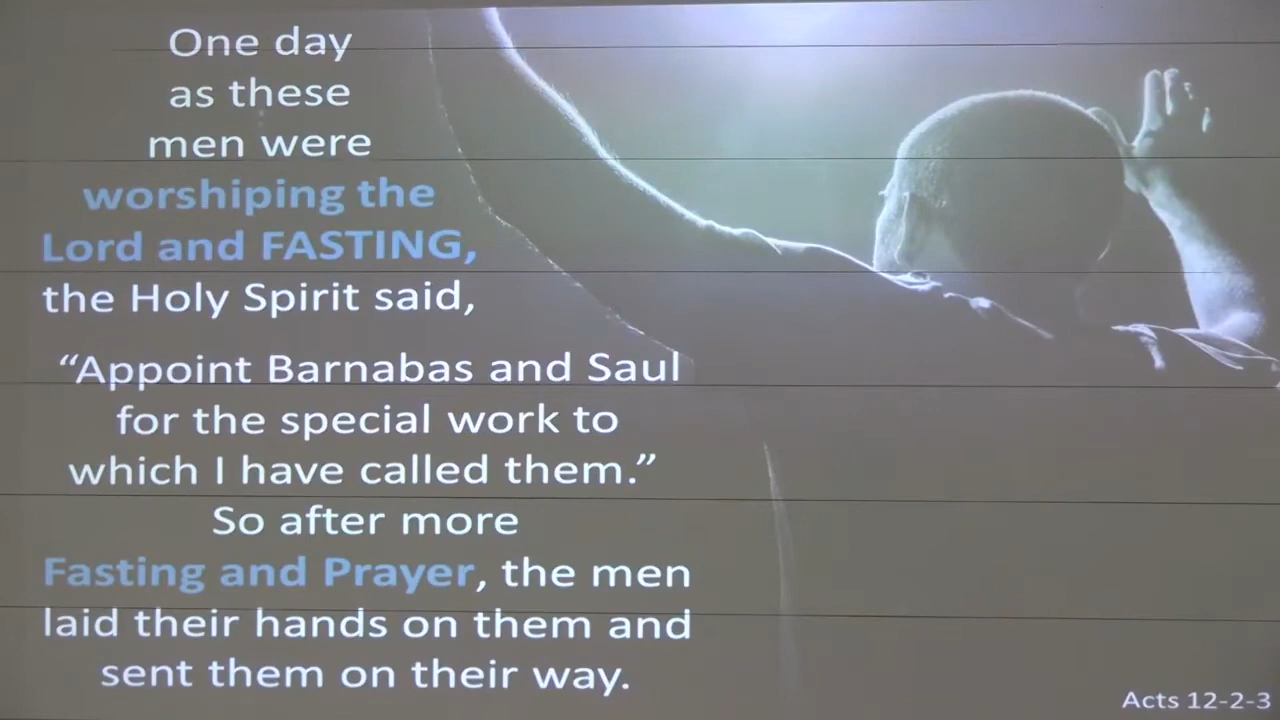 One day
as these
men were
worshiping the
Lord and FASTING,
the Holy Spirit said,
“Appoint Barnabas and Saul
for the special work to
which I have called them.”
So after more
Fasting and Prayer, the men
laid their hands on them and
sent them on their way.
Acts 12-2-3